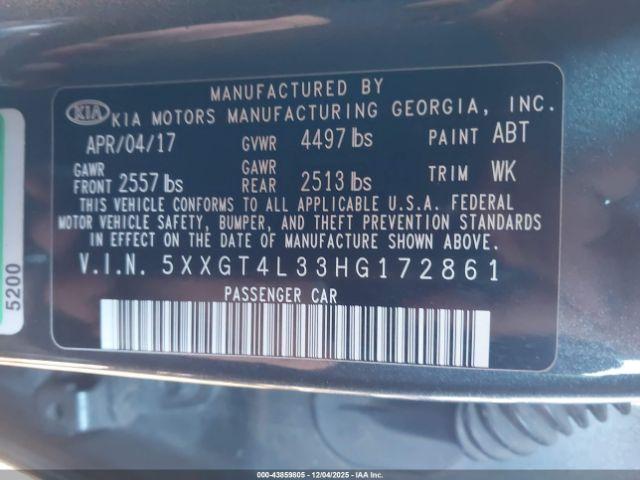 MANUFACTURED BY
KIA KIA MOTORS MANUFACTURING GEORGIA, INC.
APR/04/17 GVWR 4497 lbs PAINT ABT
GAWR FRONT 2557 lbs GAWR REAR 2513 lbs TRIM WK
THIS VEHICLE CONFORMS TO ALL APPLICABLE U.S.A. FEDERAL
MOTOR VEHICLE SAFETY, BUMPER, AND THEFT PREVENTION STANDARDS
IN EFFECT ON THE DATE OF MANUFACTURE SHOWN ABOVE.
V.I.N. 5XXGT4L33HG172861
PASSENGER CAR
5200
000-43859805 - 12/04/2025 - IAA Inc.